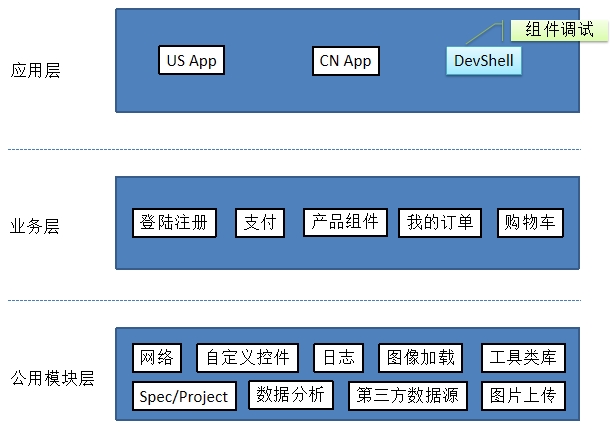 组件调试
应用层
US App
CN App
DevShell
业务层
登陆注册
支付
产品组件
我的订单
购物车
公用模块层
网络
自定义控件
日志
图像加载
工具类库
Spec/Project
数据分析
第三方数据源
图片上传